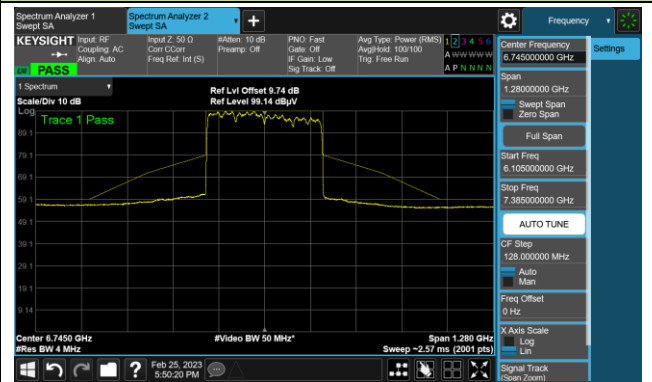 Spectrum Analyzer 1
Swept SA
Spectrum Analyzer 2
Swept SA
+
Frequency
KEYSIGHT
Input: RF
Coupling: AC
Align: Auto
Input Z: 50 Ω
Corr CCorr
Freq Ref: Int (S)
#Atten: 10 dB
Preamp: Off
PNO: Fast
Gate: Off
IF Gain: Low
Sig Track: Off
Avg Type: Power (RMS)
Avg|Hold: 100/100
Trig: Free Run
1 2 3 4 5 6
A W W W W W
A P N N N N
PASS
1 Spectrum
Scale/Div 10 dB
Ref Lvl Offset 9.74 dB
Ref Level 99.14 dBµV
Log
Trace 1 Pass
89.1
79.1
69.1
59.1
49.1
39.1
29.1
19.1
9.14
Center 6.7450 GHz
#Video BW 50 MHz*
Span 1.280 GHz
#Res BW 4 MHz
Sweep ~2.57 ms (2001 pts)
Center Frequency
6.745000000 GHz
Settings
Span
1.28000000 GHz
Swept Span
Zero Span
Full Span
Start Freq
6.105000000 GHz
Stop Freq
7.385000000 GHz
AUTO TUNE
CF Step
128.000000 MHz
Auto
Man
Freq Offset
0 Hz
X Axis Scale
Log
Lin
Signal Track
(Span Zoom)
?
Feb 25, 2023
5:50:20 PM